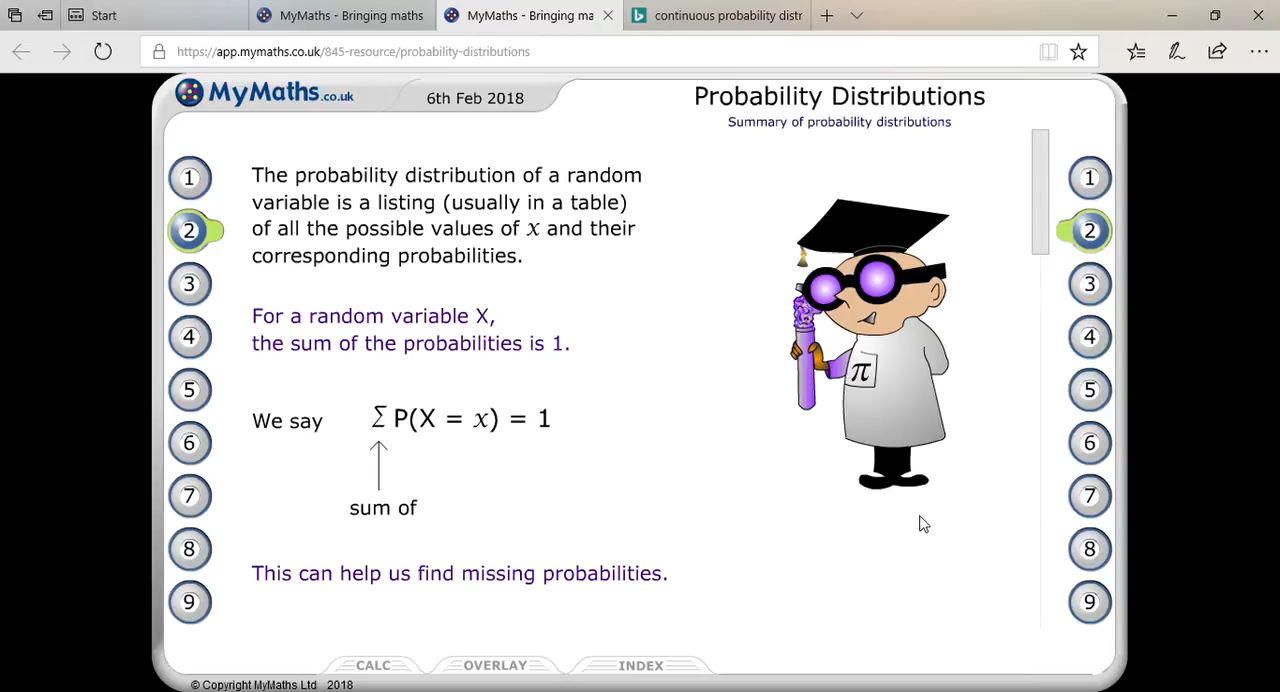 Start
MyMaths - Bringing maths
MyMaths - Bringing ma
continuous probability distr
https://app.mymaths.co.uk/845-resource/probability-distributions
MyMaths.co.uk
6th Feb 2018
Probability Distributions
Summary of probability distributions
1
2
3
4
5
6
7
8
9
The probability distribution of a random
variable is a listing (usually in a table)
of all the possible values of x and their
corresponding probabilities.
For a random variable X,
the sum of the probabilities is 1.
We say Σ P(X = x) = 1
sum of
This can help us find missing probabilities.
π
1
2
3
4
5
6
7
8
9
CALC
OVERLAY
INDEX
© Copyright MyMaths Ltd 2018